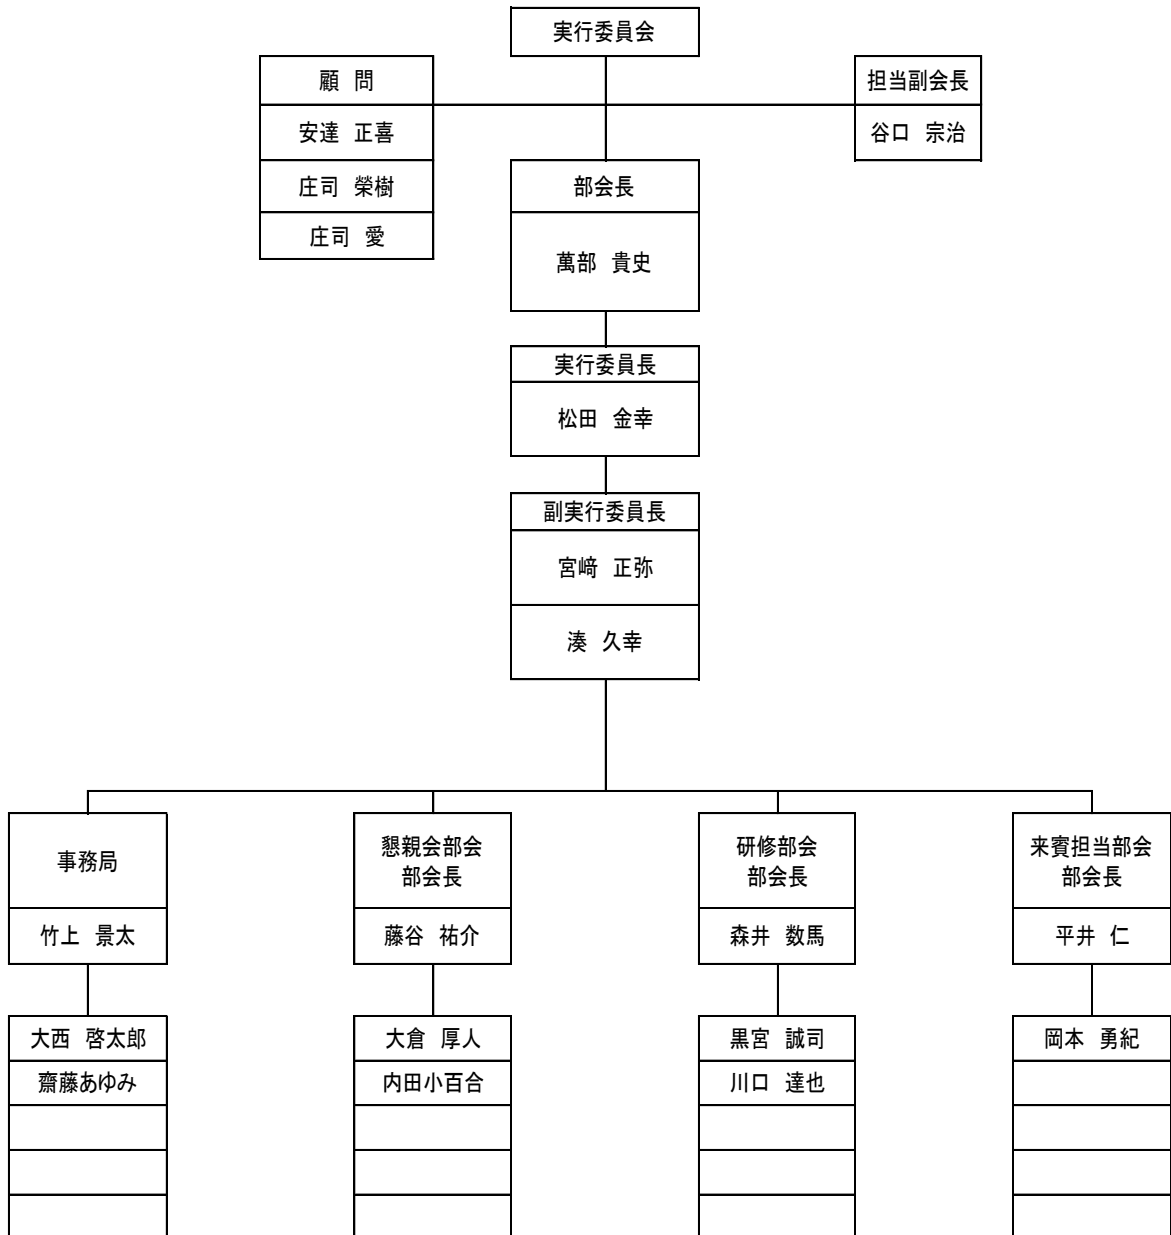 実行委員会
顧 問
安達 正喜
庄司 榮樹
庄司 愛
担当副会長
谷口 宗治
部会長
萬部 貴史
実行委員長
松田 金幸
副実行委員長
宮﨑 正弥
湊 久幸
事務局
竹上 景太
大西 啓太郎
齋藤あゆみ
懇親会部会
部会長
藤谷 祐介
大倉 厚人
内田小百合
研修部会
部会長
森井 数馬
黒宮 誠司
川口 達也
来賓担当部会
部会長
平井 仁
岡本 勇紀